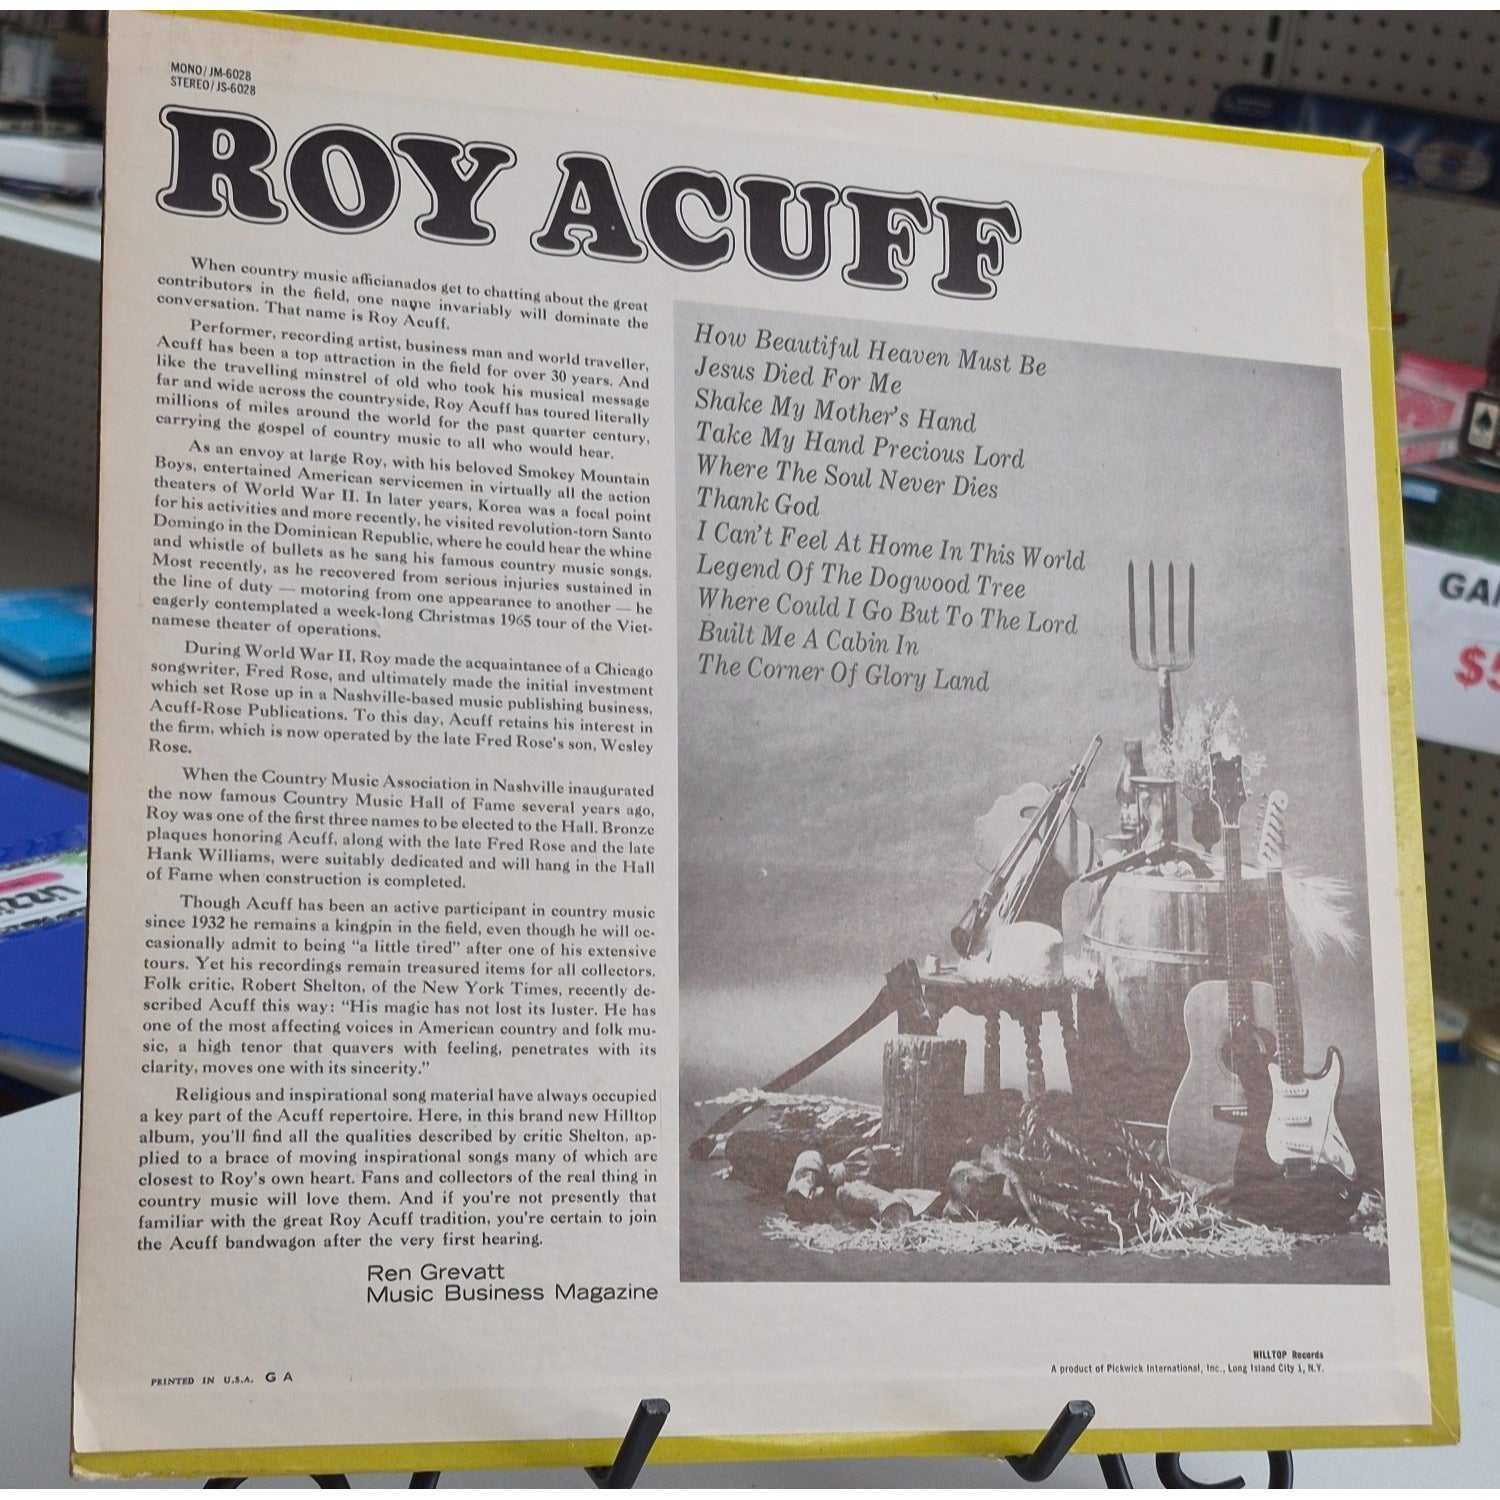 MONO/JM-6028
STEREO/JS-6028
ROY ACUFF
When country music afficianados get to chatting about the great
contributors in the field, one name invariably will dominate the
conversation. That name is Roy Acuff.
Performer, recording artist, business man and world traveller,
Acuff has been a top attraction in the field for over 30 years. And
like the travelling minstrel of old who took his musical message
far and wide across the countryside, Roy Acuff has toured literally
millions of miles around the world for the past quarter century,
carrying the gospel of country music to all who would hear.
As an envoy at large Roy, with his beloved Smokey Mountain
Boys, entertained American servicemen in virtually all the action
theaters of World War II. In later years, Korea was a focal point
for his activities and more recently, he visited revolution-torn Santo
Domingo in the Dominican Republic, where he could hear the whine
and whistle of bullets as he sang his famous country music songs.
Most recently, as he recovered from serious injuries sustained in
the line of duty — motoring from one appearance to another — he
eagerly contemplated a week-long Christmas 1965 tour of the Viet-
namese theater of operations.
During World War II, Roy made the acquaintance of a Chicago
songwriter, Fred Rose, and ultimately made the initial investment
which set Rose up in a Nashville-based music publishing business,
Acuff-Rose Publications. To this day, Acuff retains his interest in
the firm, which is now operated by the late Fred Rose's son, Wesley
Rose.
When the Country Music Association in Nashville inaugurated
the now famous Country Music Hall of Fame several years ago,
Roy was one of the first three names to be elected to the Hall. Bronze
plaques honoring Acuff, along with the late Fred Rose and the late
Hank Williams, were suitably dedicated and will hang in the Hall
of Fame when construction is completed.
Though Acuff has been an active participant in country music
since 1932 he remains a kingpin in the field, even though he will oc-
casionally admit to being "a little tired" after one of his extensive
tours. Yet his recordings remain treasured items for all collectors.
Folk critic, Robert Shelton, of the New York Times, recently de-
scribed Acuff this way: "His magic has not lost its luster. He has
one of the most affecting voices in American country and folk mu-
sic, a high tenor that quavers with feeling, penetrates with its
clarity, moves one with its sincerity."
Religious and inspirational song material have always occupied
a key part of the Acuff repertoire. Here, in this brand new Hilltop
album, you'll find all the qualities described by critic Shelton, ap-
plied to a brace of moving inspirational songs many of which are
closest to Roy's own heart. Fans and collectors of the real thing in
country music will love them. And if you're not presently that
familiar with the great Roy Acuff tradition, you're certain to join
the Acuff bandwagon after the very first hearing.
Ren Grevatt
Music Business Magazine
How Beautiful Heaven Must Be
Jesus Died For Me
Shake My Mother's Hand
Take My Hand Precious Lord
Where The Soul Never Dies
Thank God
I Can't Feel At Home In This World
Legend Of The Dogwood Tree
Where Could I Go But To The Lord
Built Me A Cabin In
The Corner Of Glory Land
PRINTED IN U.S.A. G A
HILLTOP Records
A product of Pickwick International, Inc., Long Island City 1, N.Y.
$5